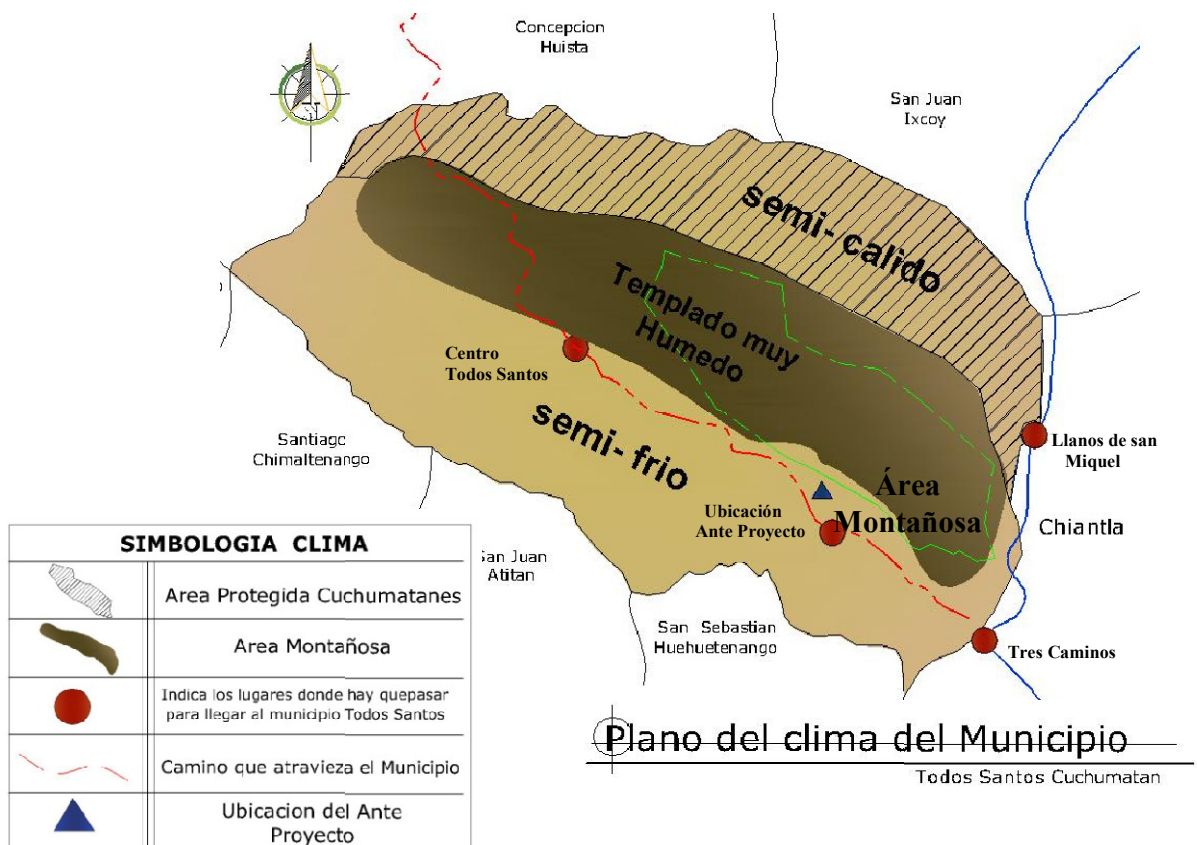 Concepcion
Huista
San Juan
Ixcoy
semi-calido
Templado muy
Humedo
Centro
Todos Santos
semi-frio
Santiago
Chimaltenango
Llanos de san
Miquel
Área
Montañosa
Ubicación
Ante Proyecto
Chiantla
San Juan
Atitan
San Sebastian
Huehuetenango
Tres Caminos
SIMBOLOGIA CLIMA
Area Protegida Cuchumatanes
Area Montañosa
Indica los lugares donde hay quepasar
para llegar al municipio Todos Santos
Camino que atravieza el Municipio
Ubicacion del Ante
Proyecto
Plano del clima del Municipio
Todos Santos Cuchumatan